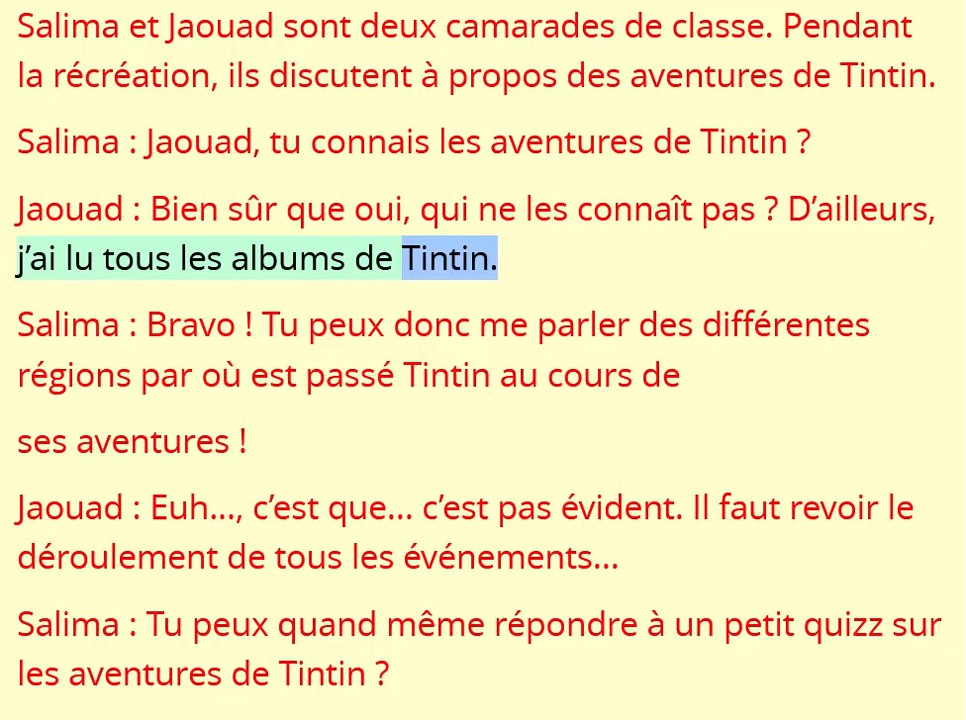 Salima et Jaouad sont deux camarades de classe. Pendant
la récréation, ils discutent à propos des aventures de Tintin.
Salima : Jaouad, tu connais les aventures de Tintin ?
Jaouad : Bien sûr que oui, qui ne les connaît pas ? D’ailleurs,
j’ai lu tous les albums de Tintin.
Salima : Bravo ! Tu peux donc me parler des différentes
régions par où est passé Tintin au cours de
ses aventures !
Jaouad : Euh…, c’est que… c’est pas évident. Il faut revoir le
déroulement de tous les événements…
Salima : Tu peux quand même répondre à un petit quizz sur
les aventures de Tintin ?